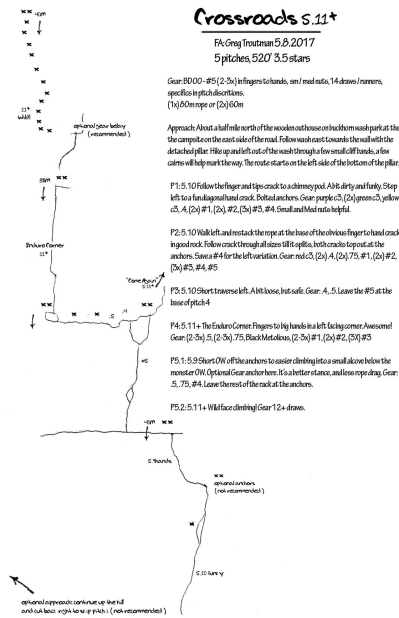 Crossroads 5.11+
FA: Greg Troutman 5.8.2017
5 pitches, 520' 3.5 stars
Gear: BD 00 - #5 (2-3x) in fingers to hands, sm / med nuts, 14 draws / runners,
specifics in pitch discritions.
(1x) 80m rope or (2x) 60m
Approach: About a half mile north of the wooden outhouse on buckhorn wash park at the
the campsite on the east side of the road. Follow wash east towards the wall with the
detached pillar. Hike up and left out of the wash through a few small cliff bands, a few
cairns will help mark the way. The route starts on the left side of the bottom of the pillar.
P1: 5.10 Follow the finger and tips crack to a chimney pod. A bit dirty and funky. Step
left to a fun diagonal hand crack. Bolted anchors. Gear: purple c3, (2x) green c3, yellow
c3, .4, (2x) #1, (2x), #2, (3x) #3, #4. Small and Med nuts helpful.
P2: 5.10 Walk left and restack the rope at the base of the obvious finger to hand crack
in good rock. Follow crack through all sizes till it splits, both cracks top out at the
anchors. Save a #4 for the left variation. Gear: red c3, (2x) .4, (2x) .75, #1, (2x) #2,
(3x) #3, #4, #5
P3: 5.10 Short traverse left. A bit loose, but safe. Gear: .4, .5. Leave the #5 at the
base of pitch 4
P4: 5.11+ The Enduro Corner. Fingers to big hands in a left facing corner. Awesome!
Gear: (2-3x) .5, (2-3x) .75, Black Metolious, (2-3x) #1, (2x) #2, (3X) #3
P5.1: 5.9 Short OW off the anchors to easier climbing into a small alcove below the
monster OW. Optional Gear anchor here. It's a better stance, and less rope drag. Gear:
.5, .75, #4. Leave the rest of the rack at the anchors.
P5.2: 5.11+ Wild face climbing! Gear 12+ draws.
40m
11+
Wild!
optional gear belay
(recommended)
38m
Enduro Corner
11+
5.11+
.5
.4
#5
40m
5.9 hands
optional anchors
(not recommended)
5.10 funky
optional approach: continue up the hill
and cut back right to skip pitch 1 (not recommended)